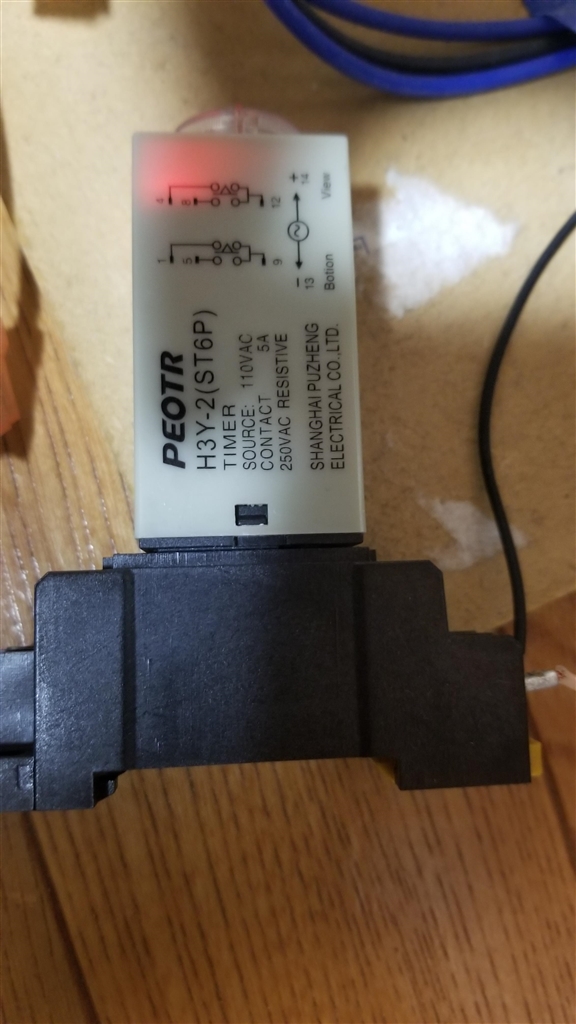 PEOTR
H3Y-2(ST6P)
TIMER
SOURCE: 110VAC
CONTACT 5A
250VAC RESISTIVE
SHANGHAI PUZHENG
ELECTRICAL CO.,LTD.
1 4
5 8
9 12
− +
13 14
Botion View